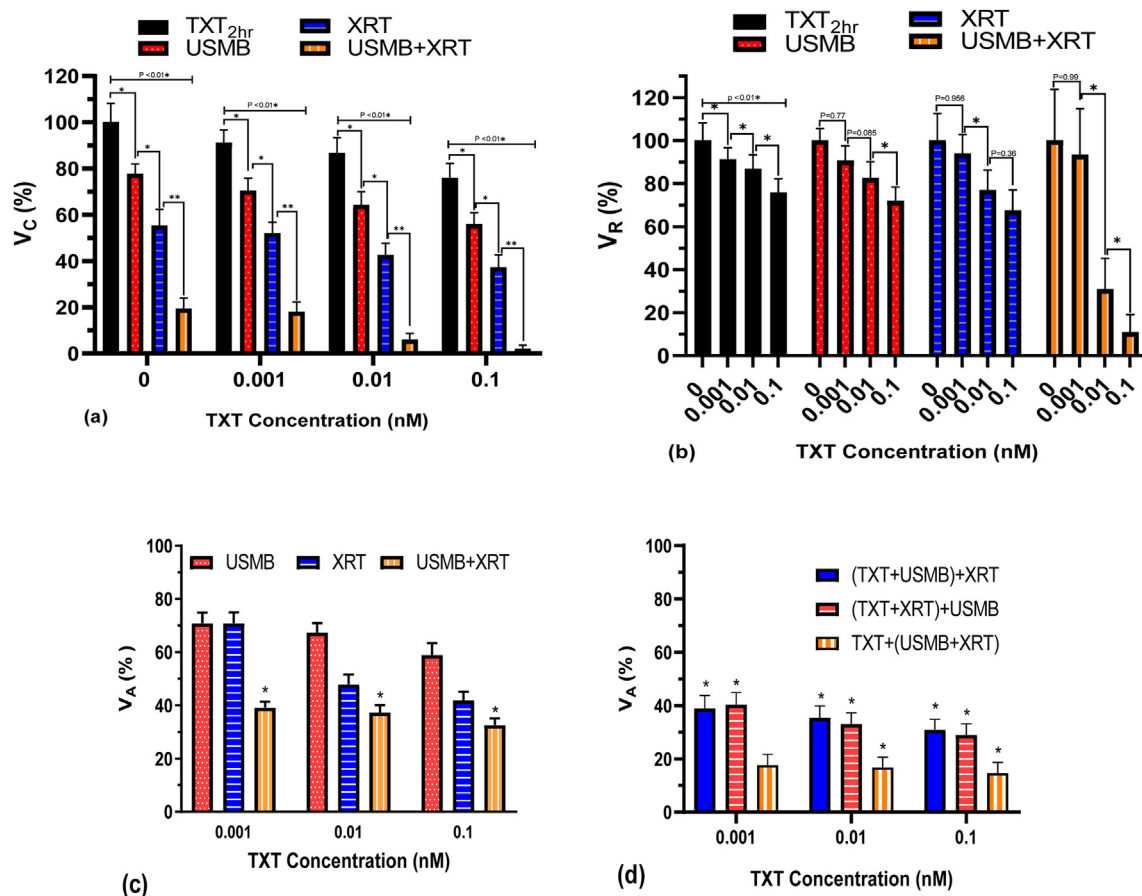 TXT2hr XRT
USMB USMB+XRT
VC (%)
120
100
80
60
40
20
0
P <0.01*
P <0.01*
P <0.01*
P <0.01*
* * **
* * **
* * **
* * **
0 0.001 0.01 0.1
(a) TXT Concentration (nM)
TXT2hr XRT
USMB USMB+XRT
VR (%)
120
100
80
60
40
20
0
p <0.01*
* * *
P=0.77
P=0.085
*
P=0.956
*
P=0.36
P=0.99
*
*
0 0.001 0.01 0.1 0 0.001 0.01 0.1 0 0.001 0.01 0.1 0 0.001 0.01 0.1
(b) TXT Concentration (nM)
USMB XRT USMB+XRT
VA (%)
100
80
60
40
20
0
* * *
0.001 0.01 0.1
TXT Concentration (nM)
(c)
(TXT+USMB)+XRT
(TXT+XRT)+USMB
TXT+(USMB+XRT)
VA (%)
100
80
60
40
20
0
* *
* * *
* * *
0.001 0.01 0.1
TXT Concentration (nM)
(d)